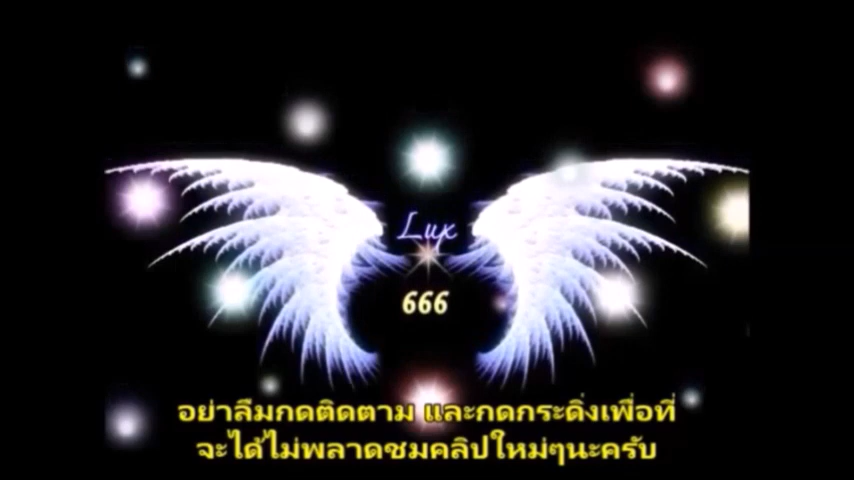 Lux
666
อย่าลืมกดติดตาม และกดกระดิ่งเพื่อที่
จะได้ไม่พลาดชมคลิปใหม่ๆนะครับ